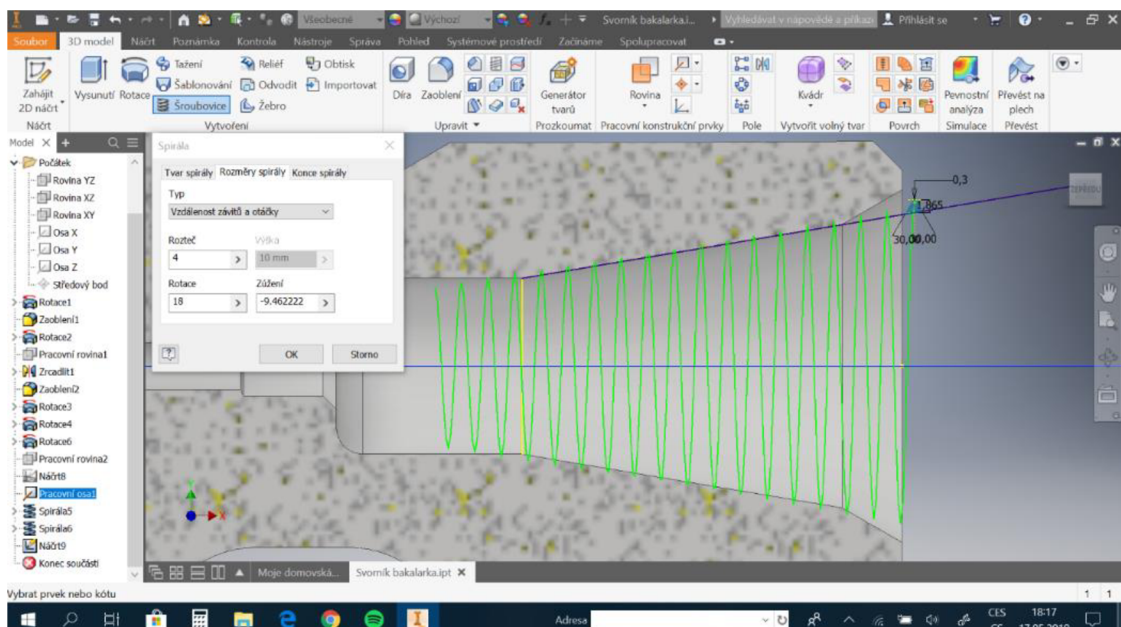 Všeobecné
Výchozí
Svorník bakalarka.i...
Vyhledávat v nápovědě a příkazi
Přihlásit se
Soubor
3D model
Náčrt
Poznámka
Kontrola
Nástroje
Správa
Pohled
Systémové prostředí
Začínáme
Spolupracovat
Zahájit
2D náčrt
Vysunutí
Rotace
Tažení
Reliéf
Obtisk
Šablonování
Odvodit
Importovat
Šroubovice
Žebro
Díra
Zaoblení
Generátor
tvarů
Rovina
Kvádr
Pevnostní
analýza
Převést na
plech
Náčrt
Vytvoření
Upravit
Prozkoumat
Pracovní konstrukční prvky
Pole
Vytvořit volný tvar
Povrch
Simulace
Převést
Model
Počátek
Rovina YZ
Rovina XZ
Rovina XY
Osa X
Osa Y
Osa Z
Středový bod
Rotace1
Zaoblení1
Rotace2
Pracovní rovina1
Zrcadlit1
Zaoblení2
Rotace3
Rotace4
Rotace6
Pracovní rovina2
Náčrt8
Pracovní osa1
Spirála5
Spirála6
Náčrt9
Konec součásti
Spirála
Tvar spirály
Rozměry spirály
Konce spirály
Typ
Vzdálenost závitů a otáčky
Rozteč
Výška
4
10 mm
Rotace
Zúžení
18
-9.462222
OK
Storno
0,3
X
Moje domovská...
Svorník bakalarka.ipt
Vybrat prvek nebo kótu
1 1
Adresa
CES
18:17